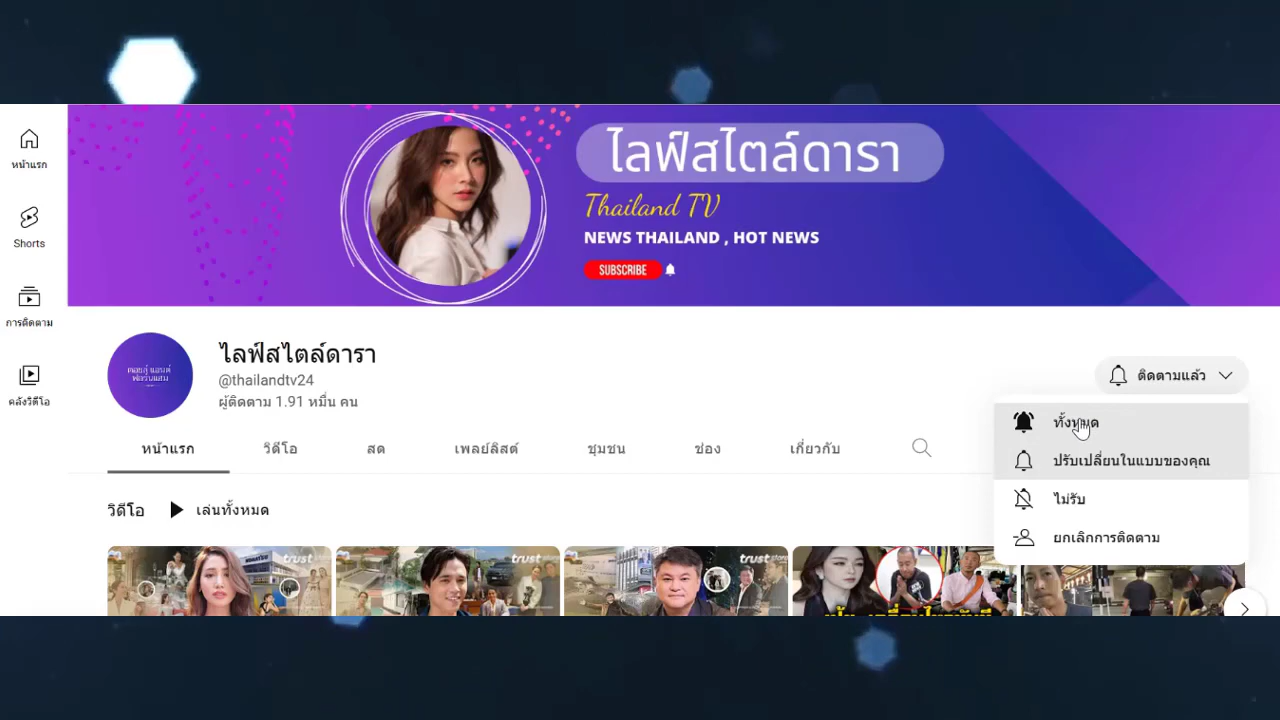 ไลฟ์สไตล์ดารา
Thailand TV
NEWS THAILAND , HOT NEWS
SUBSCRIBE
หน้าแรก
Shorts
การติดตาม
คลังวิดีโอ
ไลฟ์สไตล์ดารา
@thailandtv24
ผู้ติดตาม 1.91 หมื่น คน
ติดตามแล้ว
ทั้งหมด
ปรับเปลี่ยนในแบบของคุณ
ไม่รับ
ยกเลิกการติดตาม
หน้าแรก วิดีโอ สด เพลย์ลิสต์ ชุมชน ช่อง เกี่ยวกับ
วิดีโอ เล่นทั้งหมด
trust trust trust